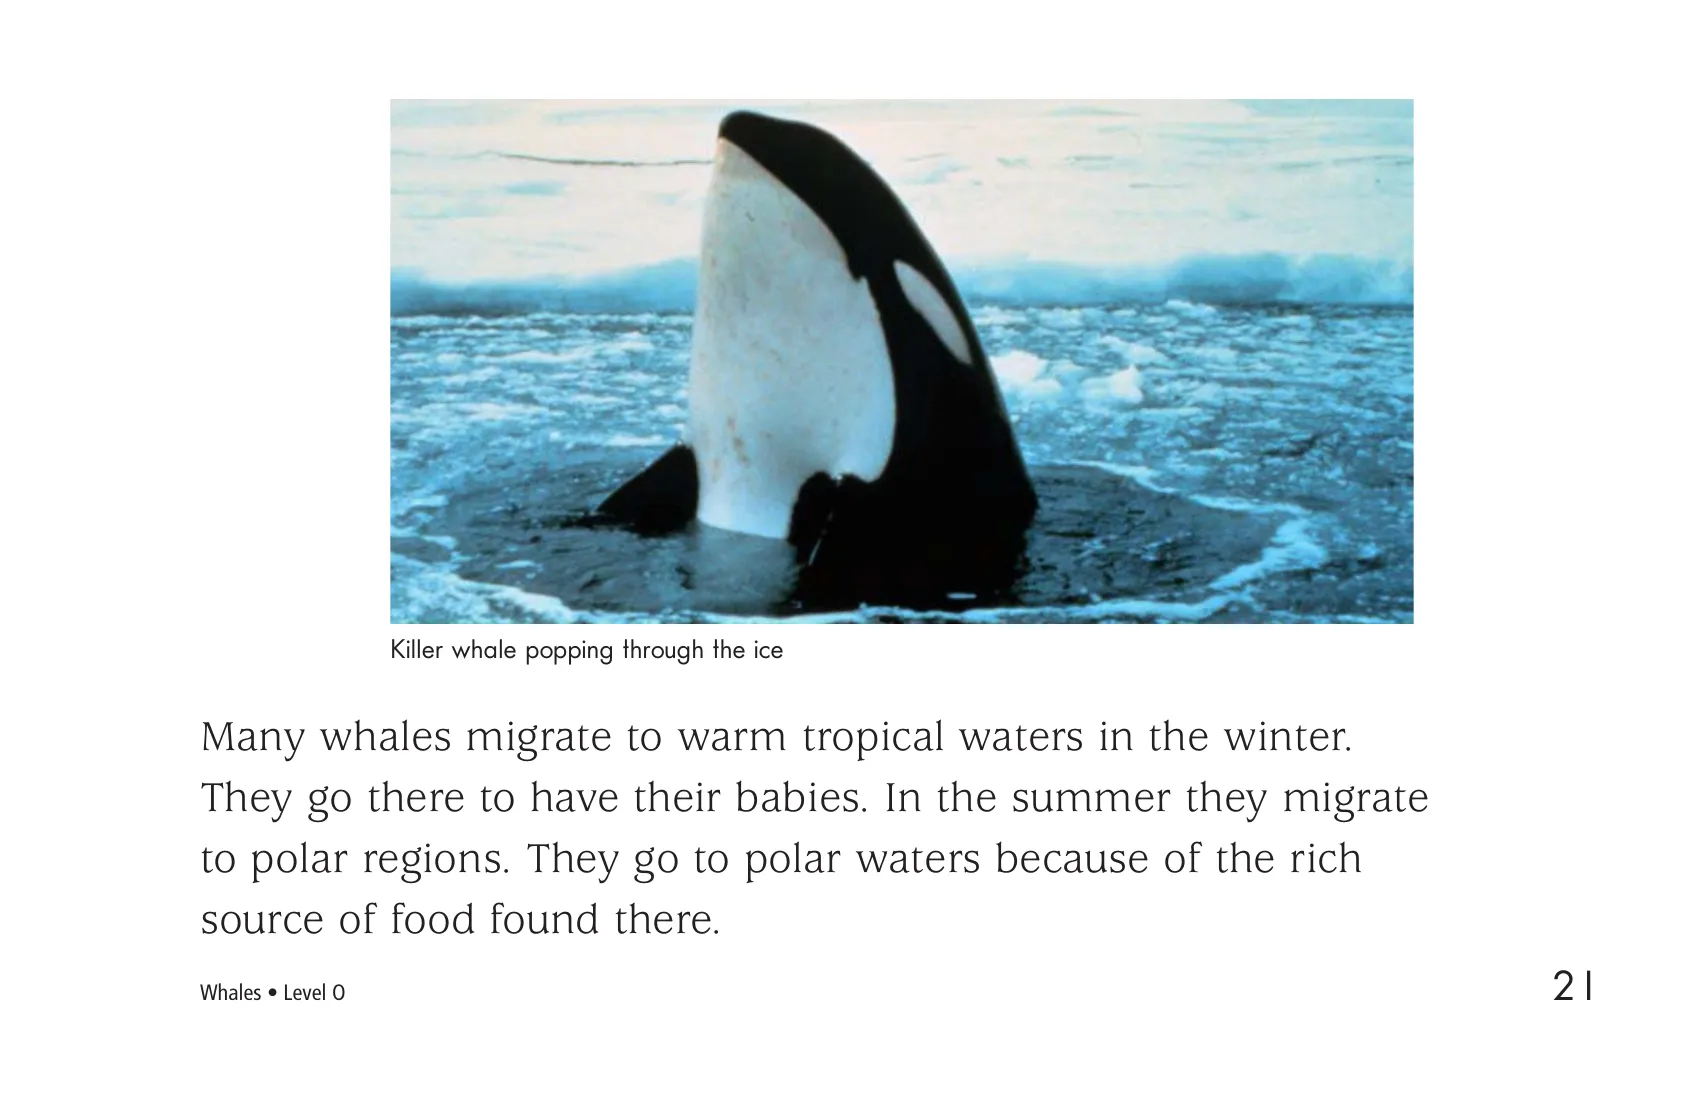 Killer whale popping through the ice
Many whales migrate to warm tropical waters in the winter.
They go there to have their babies. In the summer they migrate
to polar regions. They go to polar waters because of the rich
source of food found there.
Whales • Level O
21